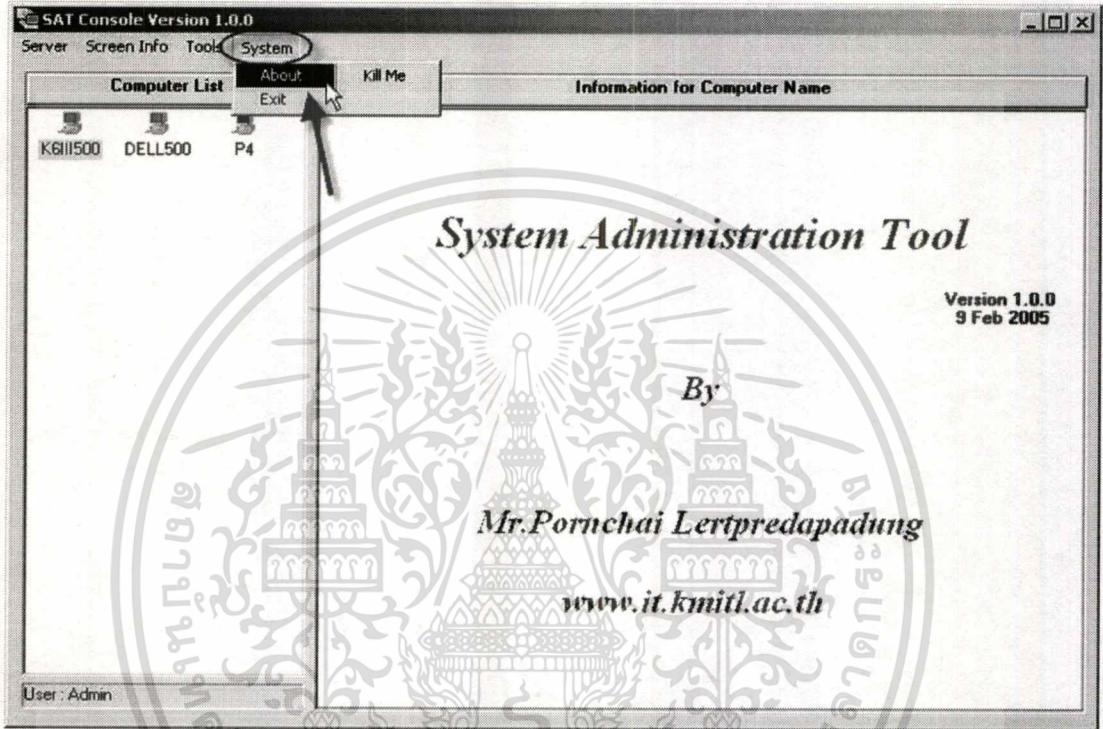 SAT Console Version 1.0.0
Server Screen Info Tools System
About Kill Me
Exit
Computer List
Information for Computer Name
K6III500 DELL500 P4
System Administration Tool
Version 1.0.0
9 Feb 2005
By
Mr.Pornchai Lertpredapadung
www.it.kmitl.ac.th
User : Admin